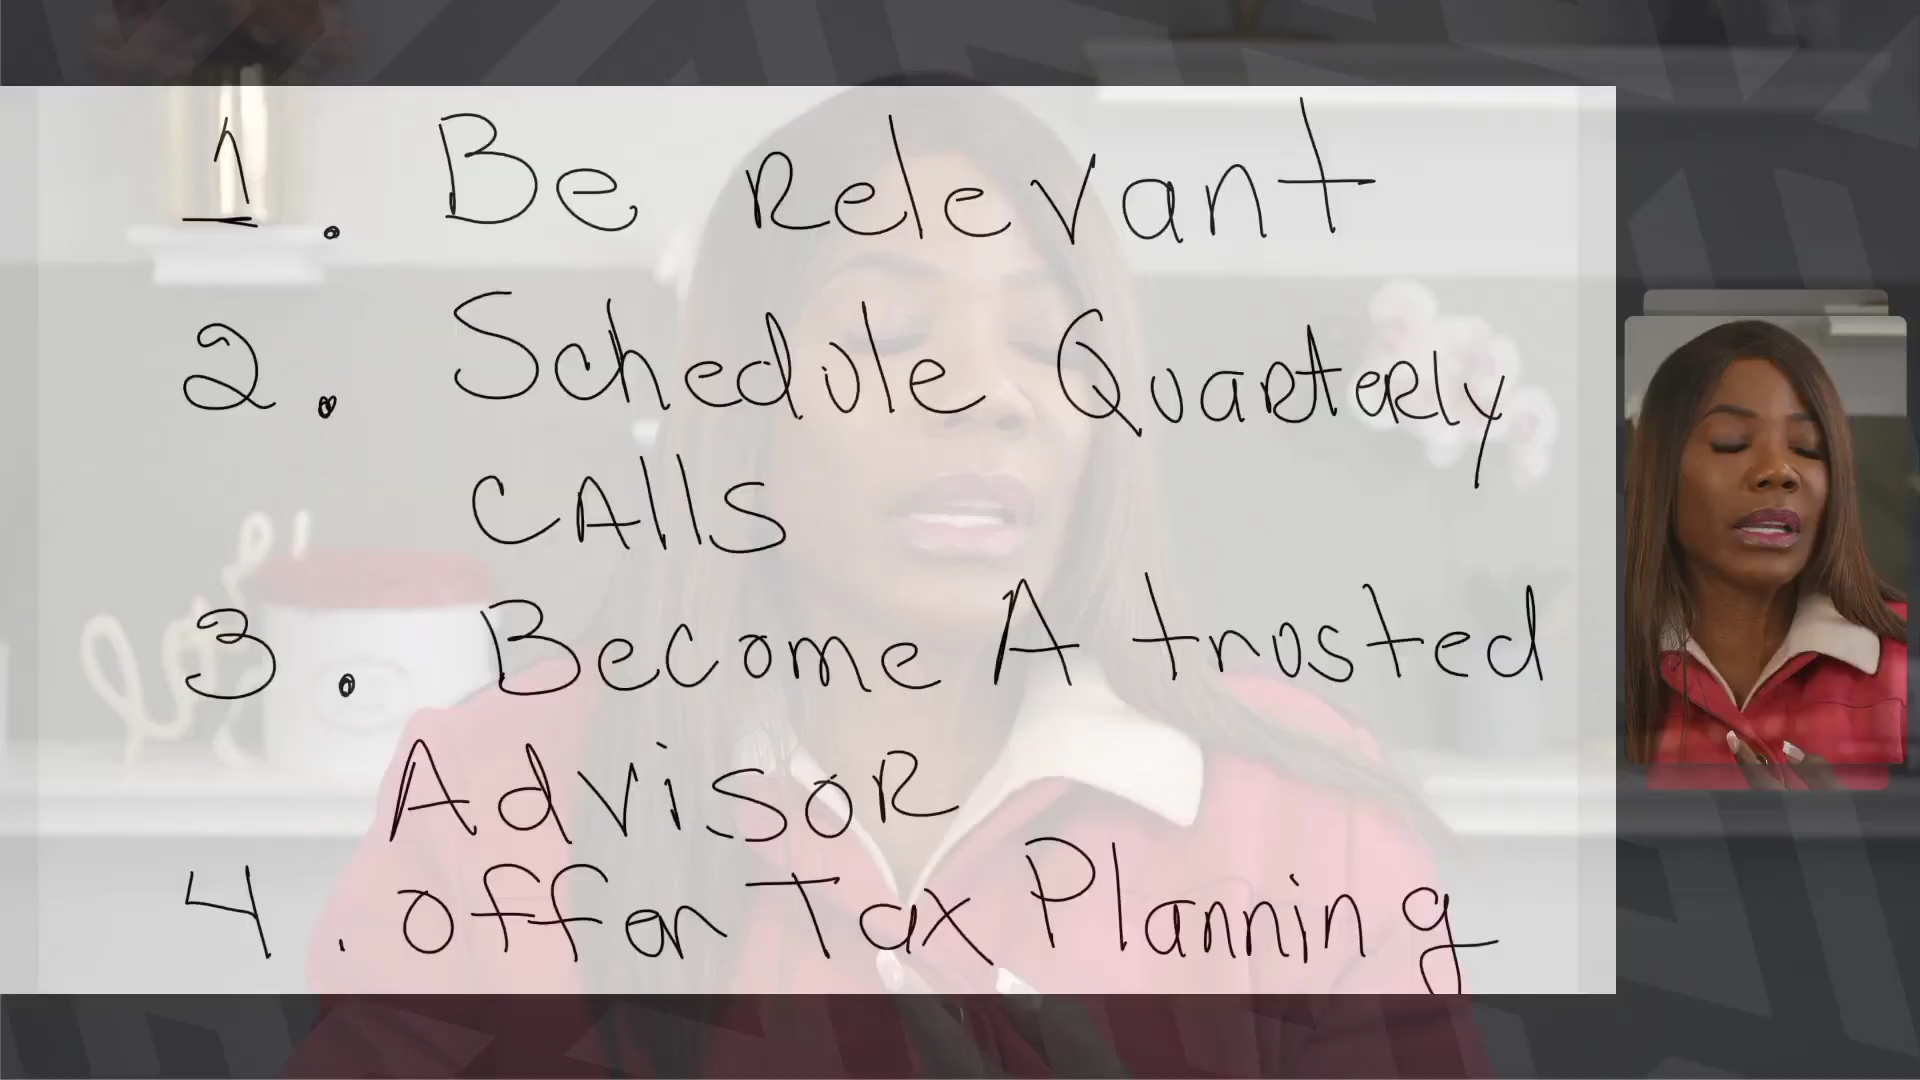 1. Be Relevant
2. Schedule Quarterly
CAlls
3. Become A trusted
AdvisoR
4. offer Tax Planning